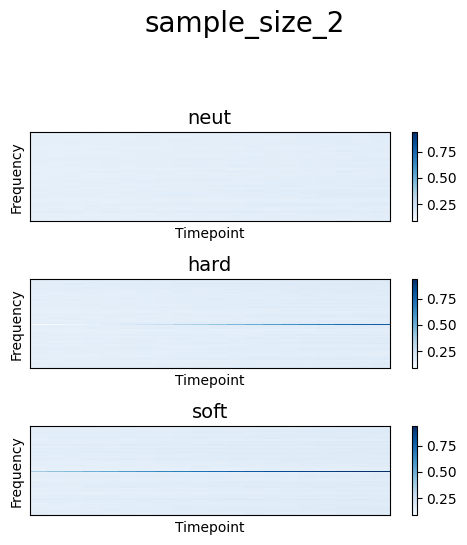 sample_size_2
neut
Frequency
0.75
0.50
0.25
Timepoint
hard
Frequency
0.75
0.50
0.25
Timepoint
soft
Frequency
0.75
0.50
0.25
Timepoint